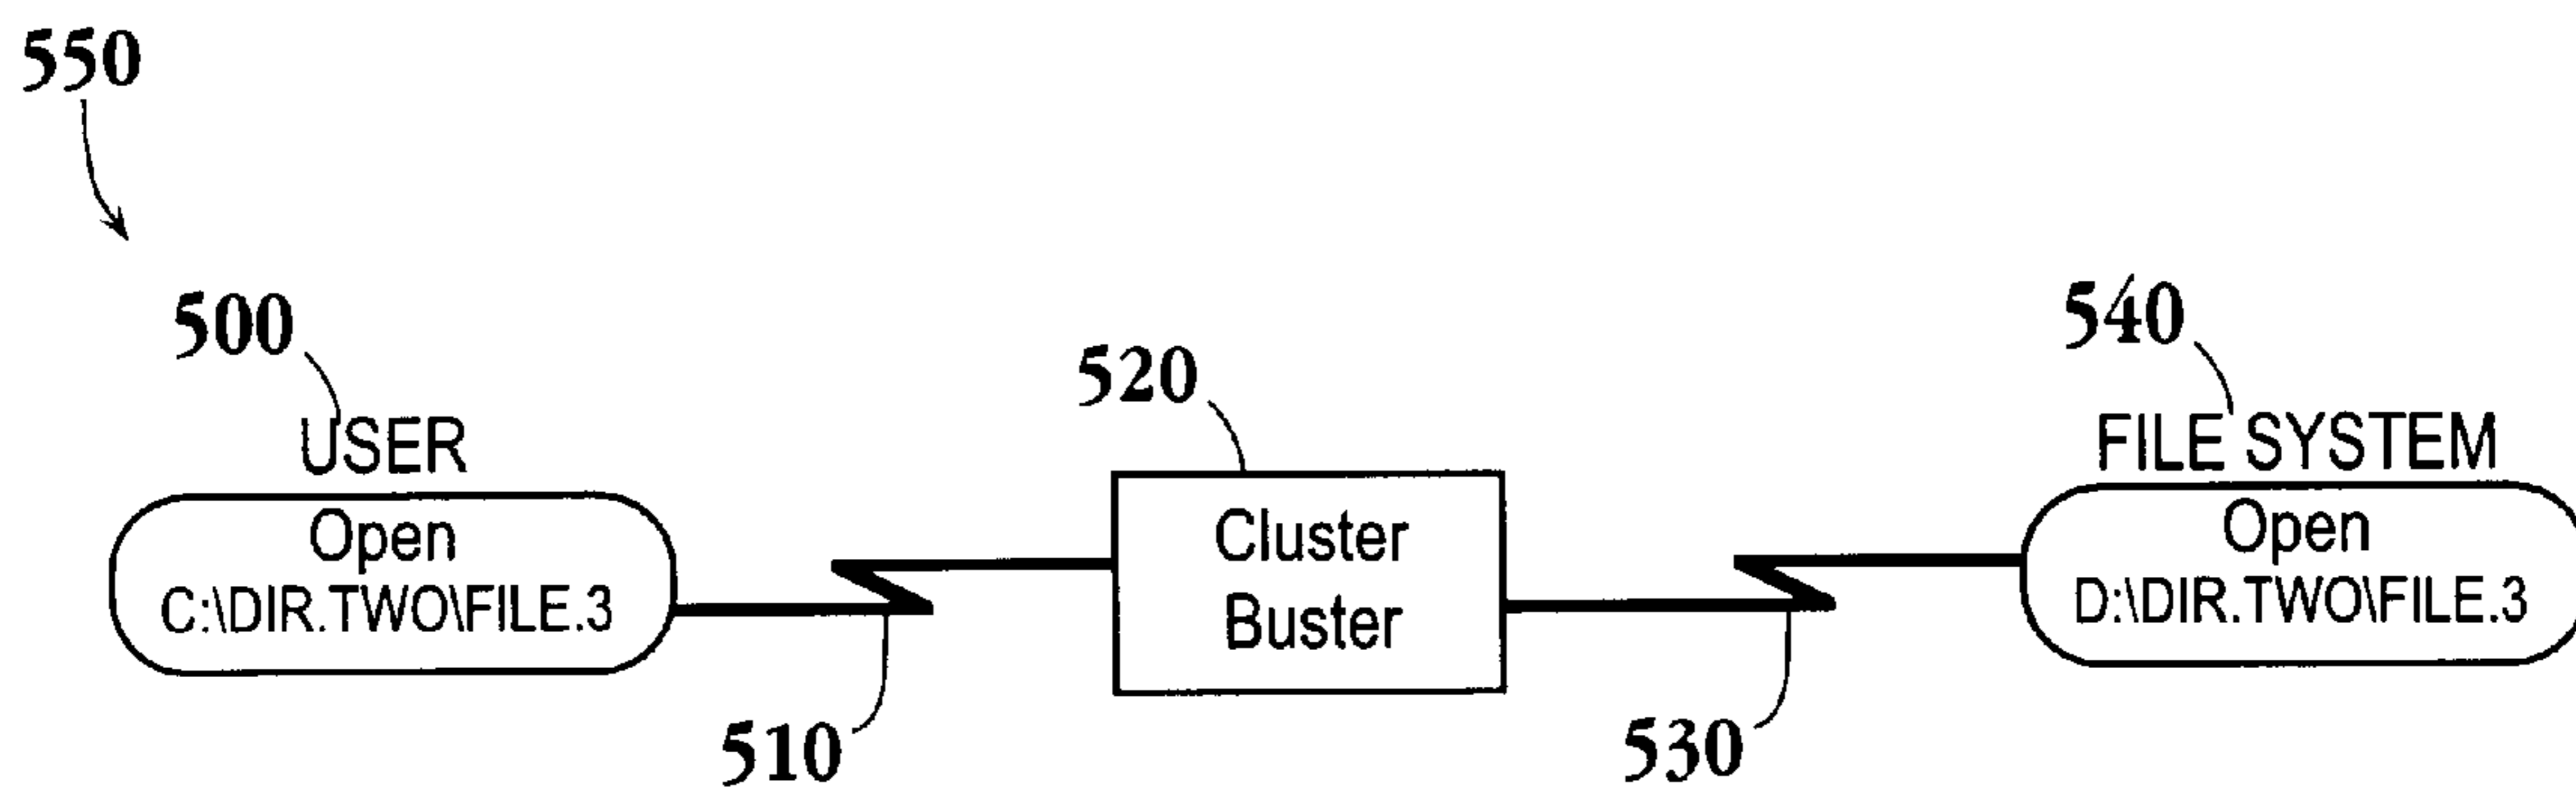 550
500
USER
Open
C:\DIR.TWO\FILE.3
510
520
Cluster
Buster
530
540
FILE SYSTEM
Open
D:\DIR.TWO\FILE.3